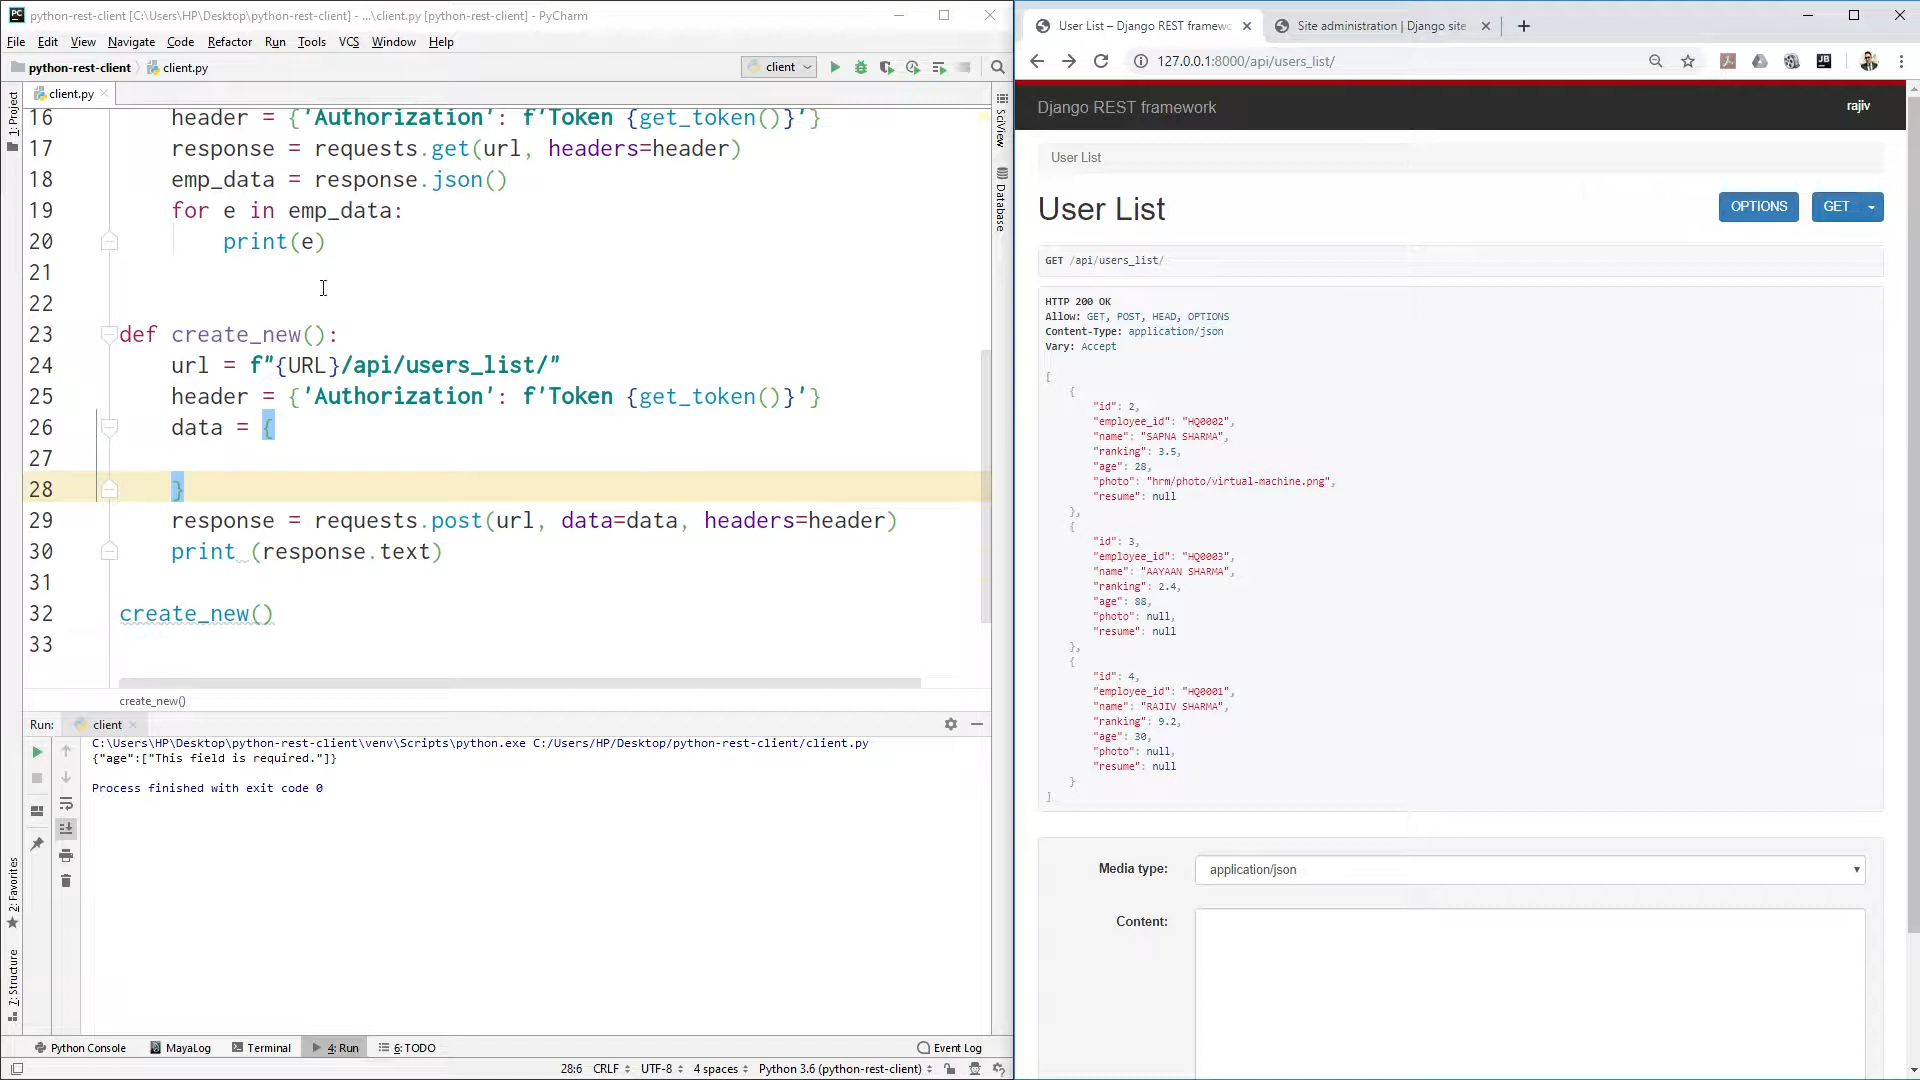 python-rest-client [C:\Users\HP\Desktop\python-rest-client] - ...\client.py [python-rest-client] - PyCharm
File Edit View Navigate Code Refactor Run Tools VCS Window Help
python-rest-client client.py
client
1: Project
client.py
16 header = {'Authorization': f'Token {get_token()}'}
17 response = requests.get(url, headers=header)
18 emp_data = response.json()
19 for e in emp_data:
20 print(e)
21
22
23 def create_new():
24 url = f"{URL}/api/users_list/"
25 header = {'Authorization': f'Token {get_token()}'}
26 data = {
27
28 }
29 response = requests.post(url, data=data, headers=header)
30 print (response.text)
31
32 create_new()
33
create_new()
SciView
Database
Run: client
C:\Users\HP\Desktop\python-rest-client\venv\Scripts\python.exe C:/Users/HP/Desktop/python-rest-client/client.py
{"age":["This field is required."]}
Process finished with exit code 0
2: Favorites
7: Structure
Python Console MayaLog Terminal 4: Run 6: TODO Event Log
28:6 CRLF UTF-8 4 spaces Python 3.6 (python-rest-client)
User List – Django REST framewc
Site administration | Django site
127.0.0.1:8000/api/users_list/
Django REST framework rajiv
User List
User List OPTIONS GET
GET /api/users_list/
HTTP 200 OK
Allow: GET, POST, HEAD, OPTIONS
Content-Type: application/json
Vary: Accept
[
{
"id": 2,
"employee_id": "HQ0002",
"name": "SAPNA SHARMA",
"ranking": 3.5,
"age": 28,
"photo": "hrm/photo/virtual-machine.png",
"resume": null
},
{
"id": 3,
"employee_id": "HQ0003",
"name": "AAYAAN SHARMA",
"ranking": 2.4,
"age": 88,
"photo": null,
"resume": null
},
{
"id": 4,
"employee_id": "HQ0001",
"name": "RAJIV SHARMA",
"ranking": 9.2,
"age": 30,
"photo": null,
"resume": null
}
]
Media type: application/json
Content: